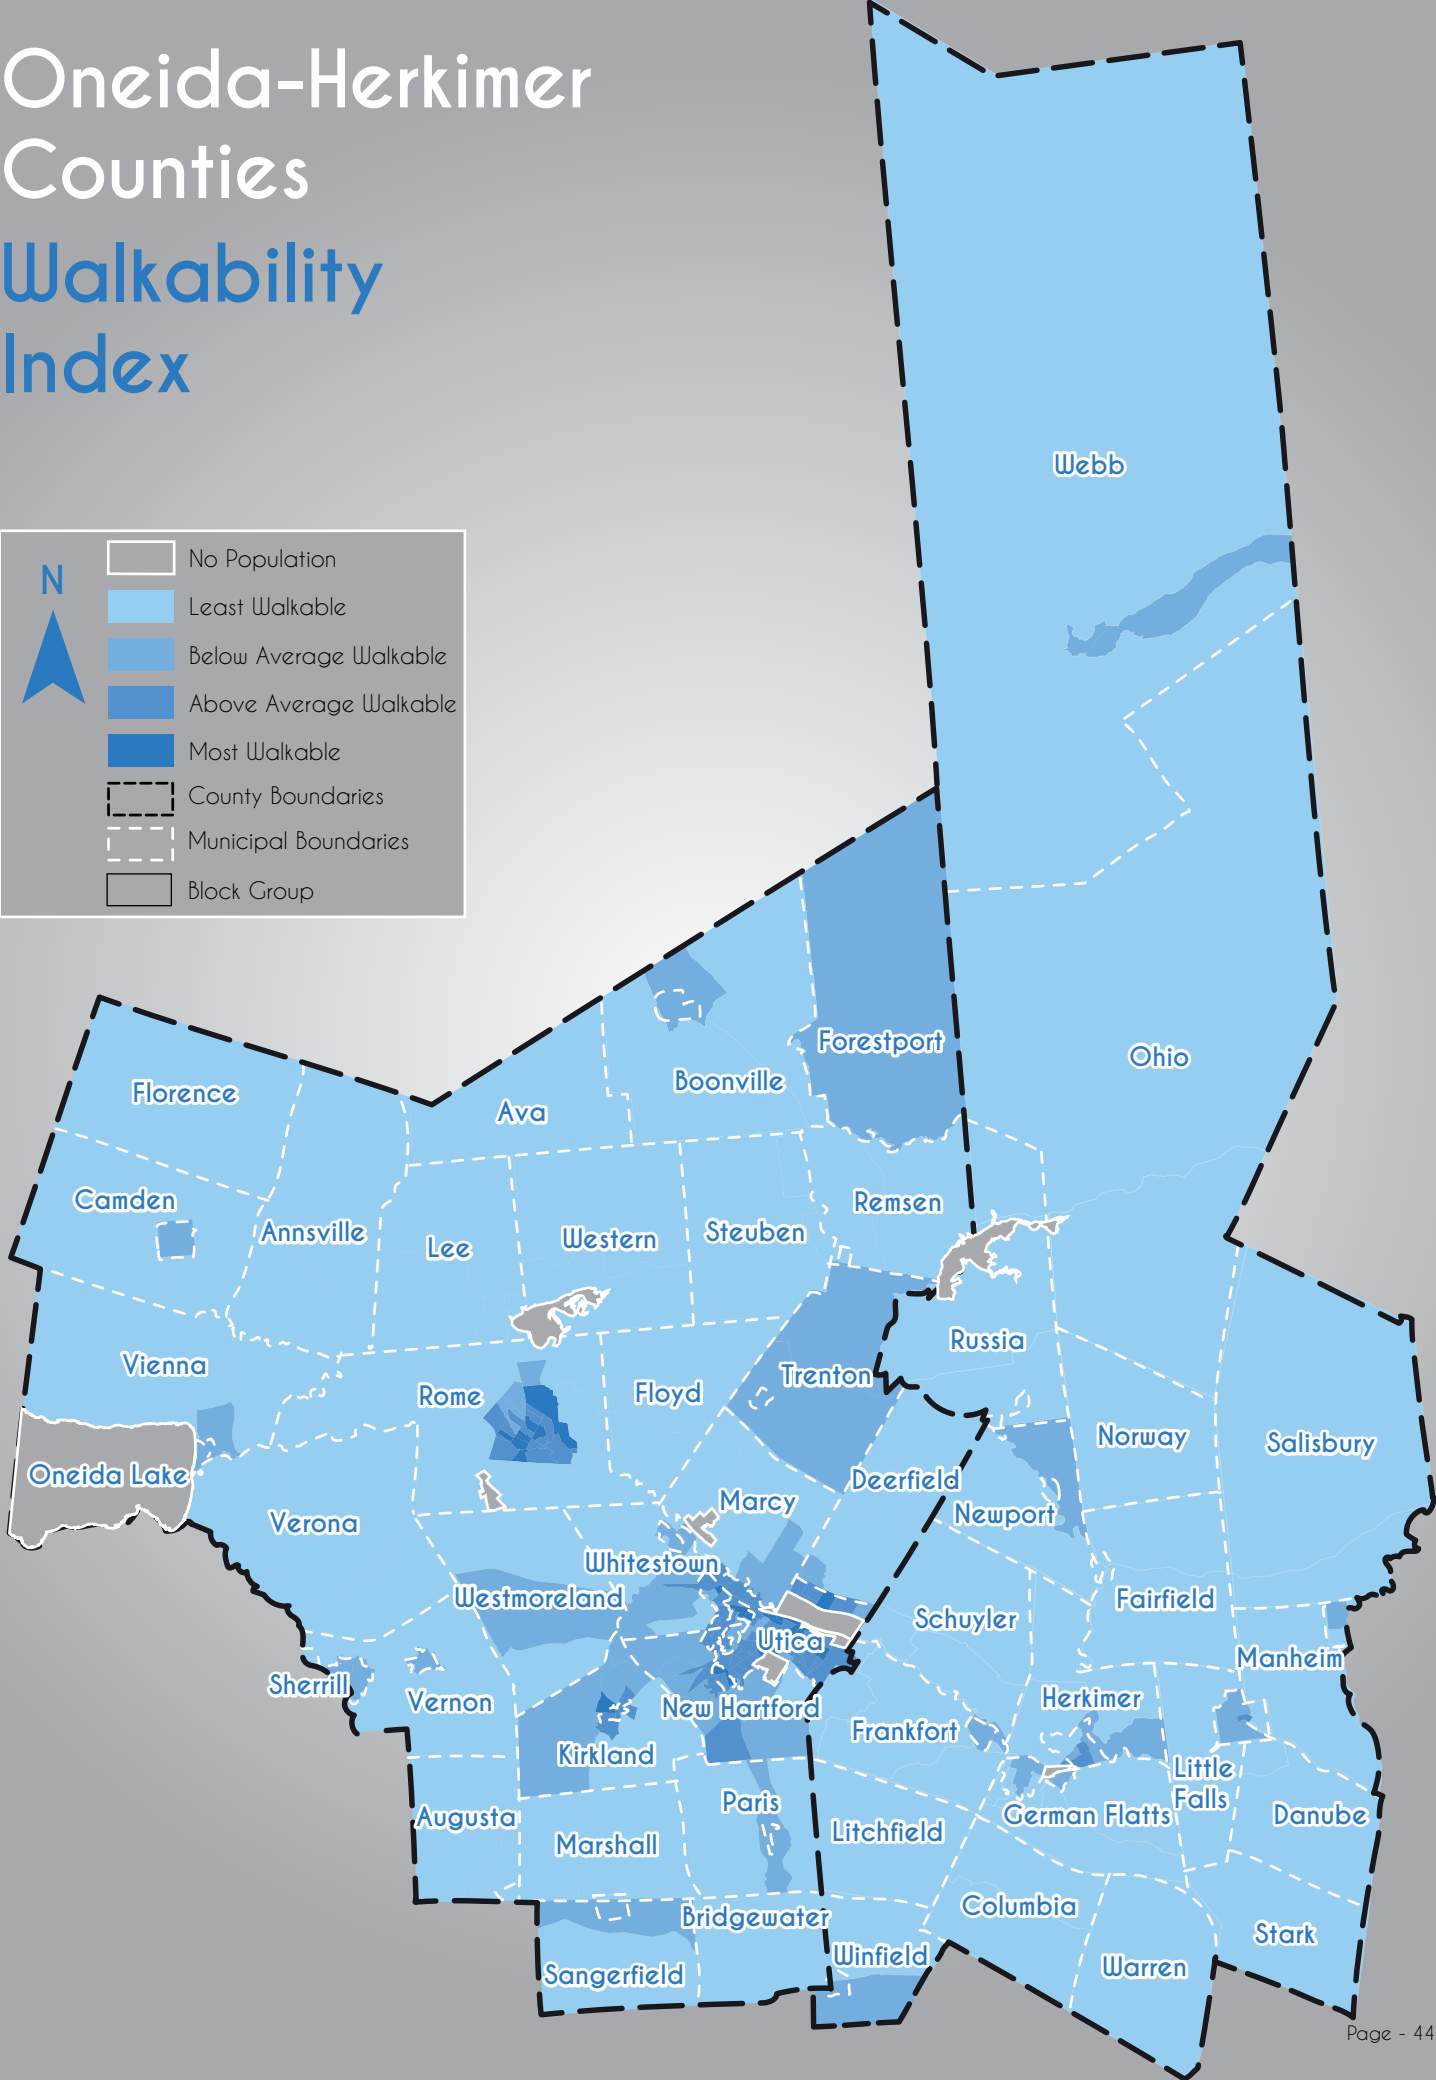 Oneida-Herkimer
Counties
Walkability
Index
N
No Population
Least Walkable
Below Average Walkable
Above Average Walkable
Most Walkable
County Boundaries
Municipal Boundaries
Block Group
Webb
Forestport
Ohio
Boonville
Florence
Ava
Camden
Annsville
Lee
Western
Steuben
Remsen
Russia
Vienna
Trenton
Rome
Floyd
Norway
Salisbury
Oneida Lake
Deerfield
Marcy
Newport
Verona
Whitestown
Westmoreland
Fairfield
Schuyler
Utica
Manheim
Sherrill
Vernon
New Hartford
Herkimer
Frankfort
Kirkland
Little
Falls
Paris
German Flatts
Danube
Augusta
Litchfield
Marshall
Columbia
Bridgewater
Stark
Winfield
Warren
Sangerfield
Page - 44